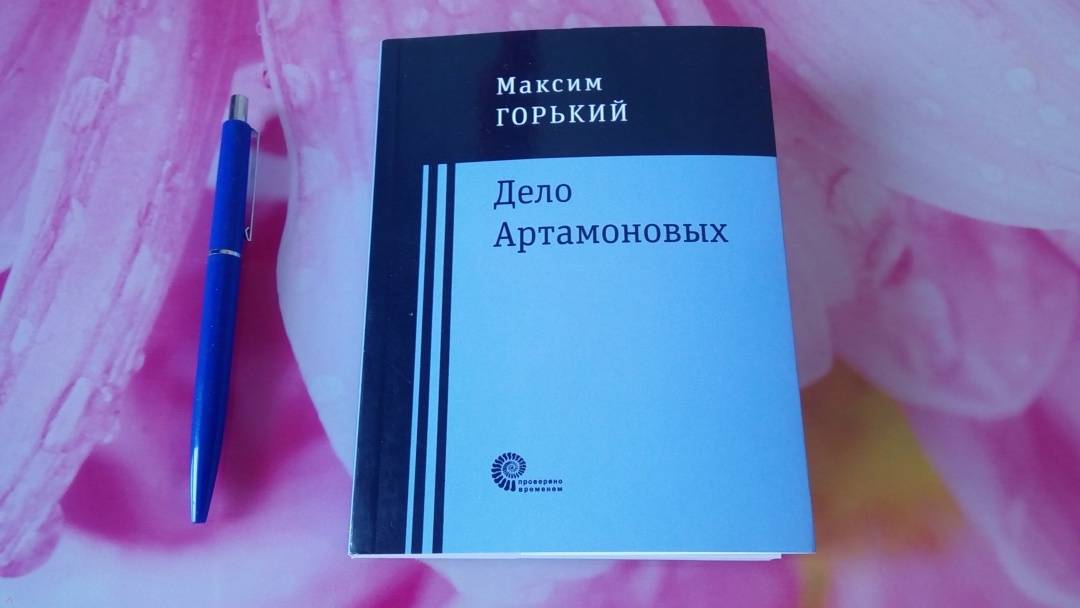 Максим
ГОРЬКИЙ
Дело
Артамоновых
проверено
временем